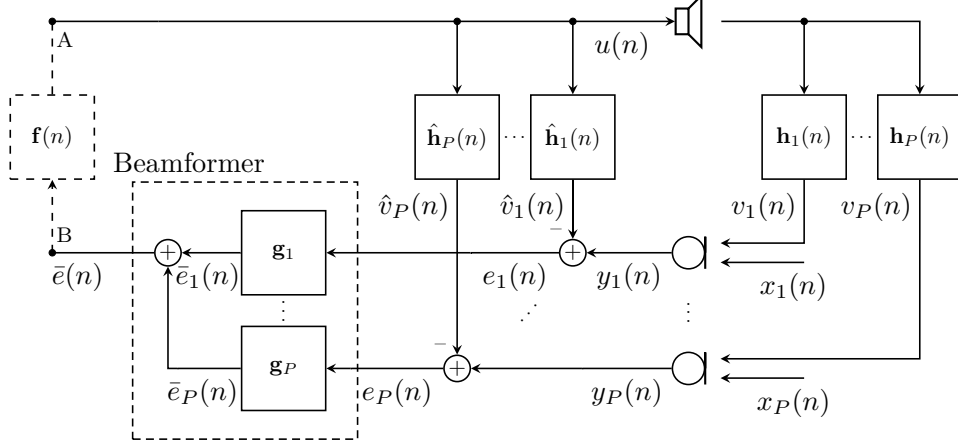 A
u(n)
f(n)
ĥ_P(n) ··· ĥ_1(n)
h_1(n) ··· h_P(n)
Beamformer
v̂_P(n) v̂_1(n) v_1(n) v_P(n)
B
−
g_1
+ +
ē(n) ē_1(n) e_1(n) y_1(n) x_1(n)
⋮ ⋰ ⋮
−
g_P
+
ē_P(n) e_P(n) y_P(n) x_P(n)